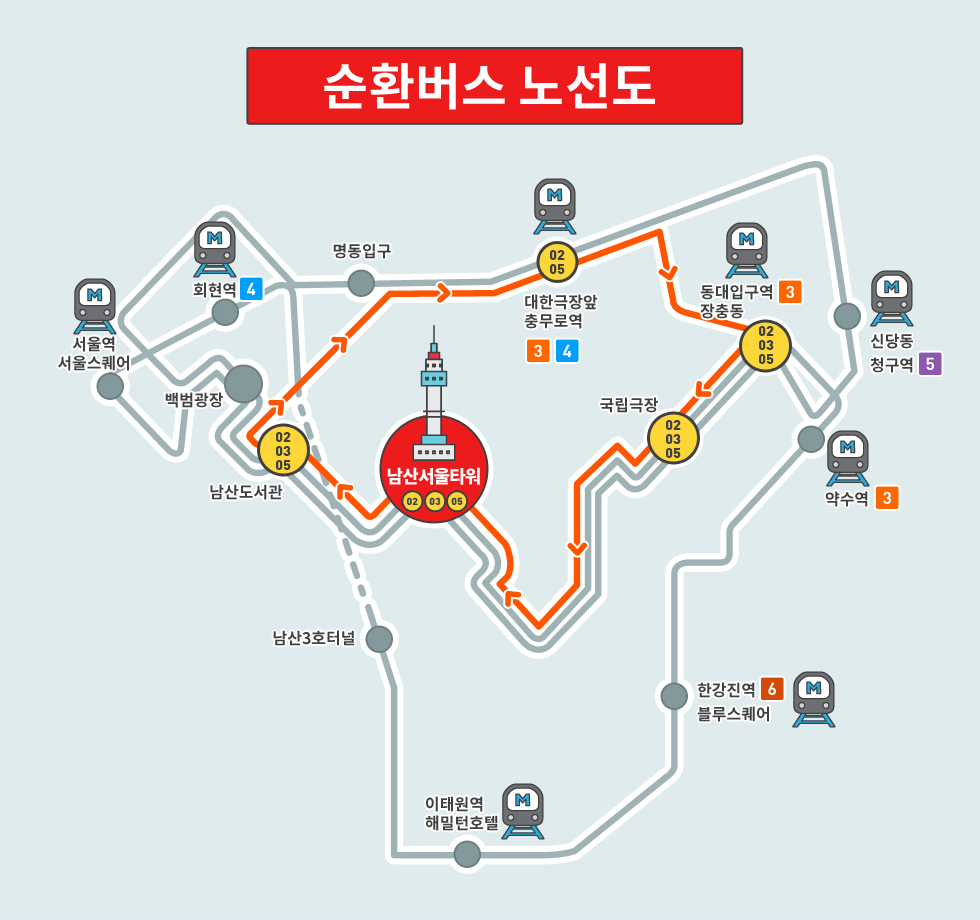 순환버스 노선도
M
M
M
M
M
M
M
M
명동입구
02
05
회현역 4
대한극장앞
충무로역
3 4
동대입구역 3
장충동
02
03
05
신당동
청구역 5
서울역
서울스퀘어
백범광장
02
03
05
남산도서관
남산서울타워
02 03 05
국립극장
02
03
05
약수역 3
남산3호터널
한강진역 6
블루스퀘어
이태원역
해밀턴호텔